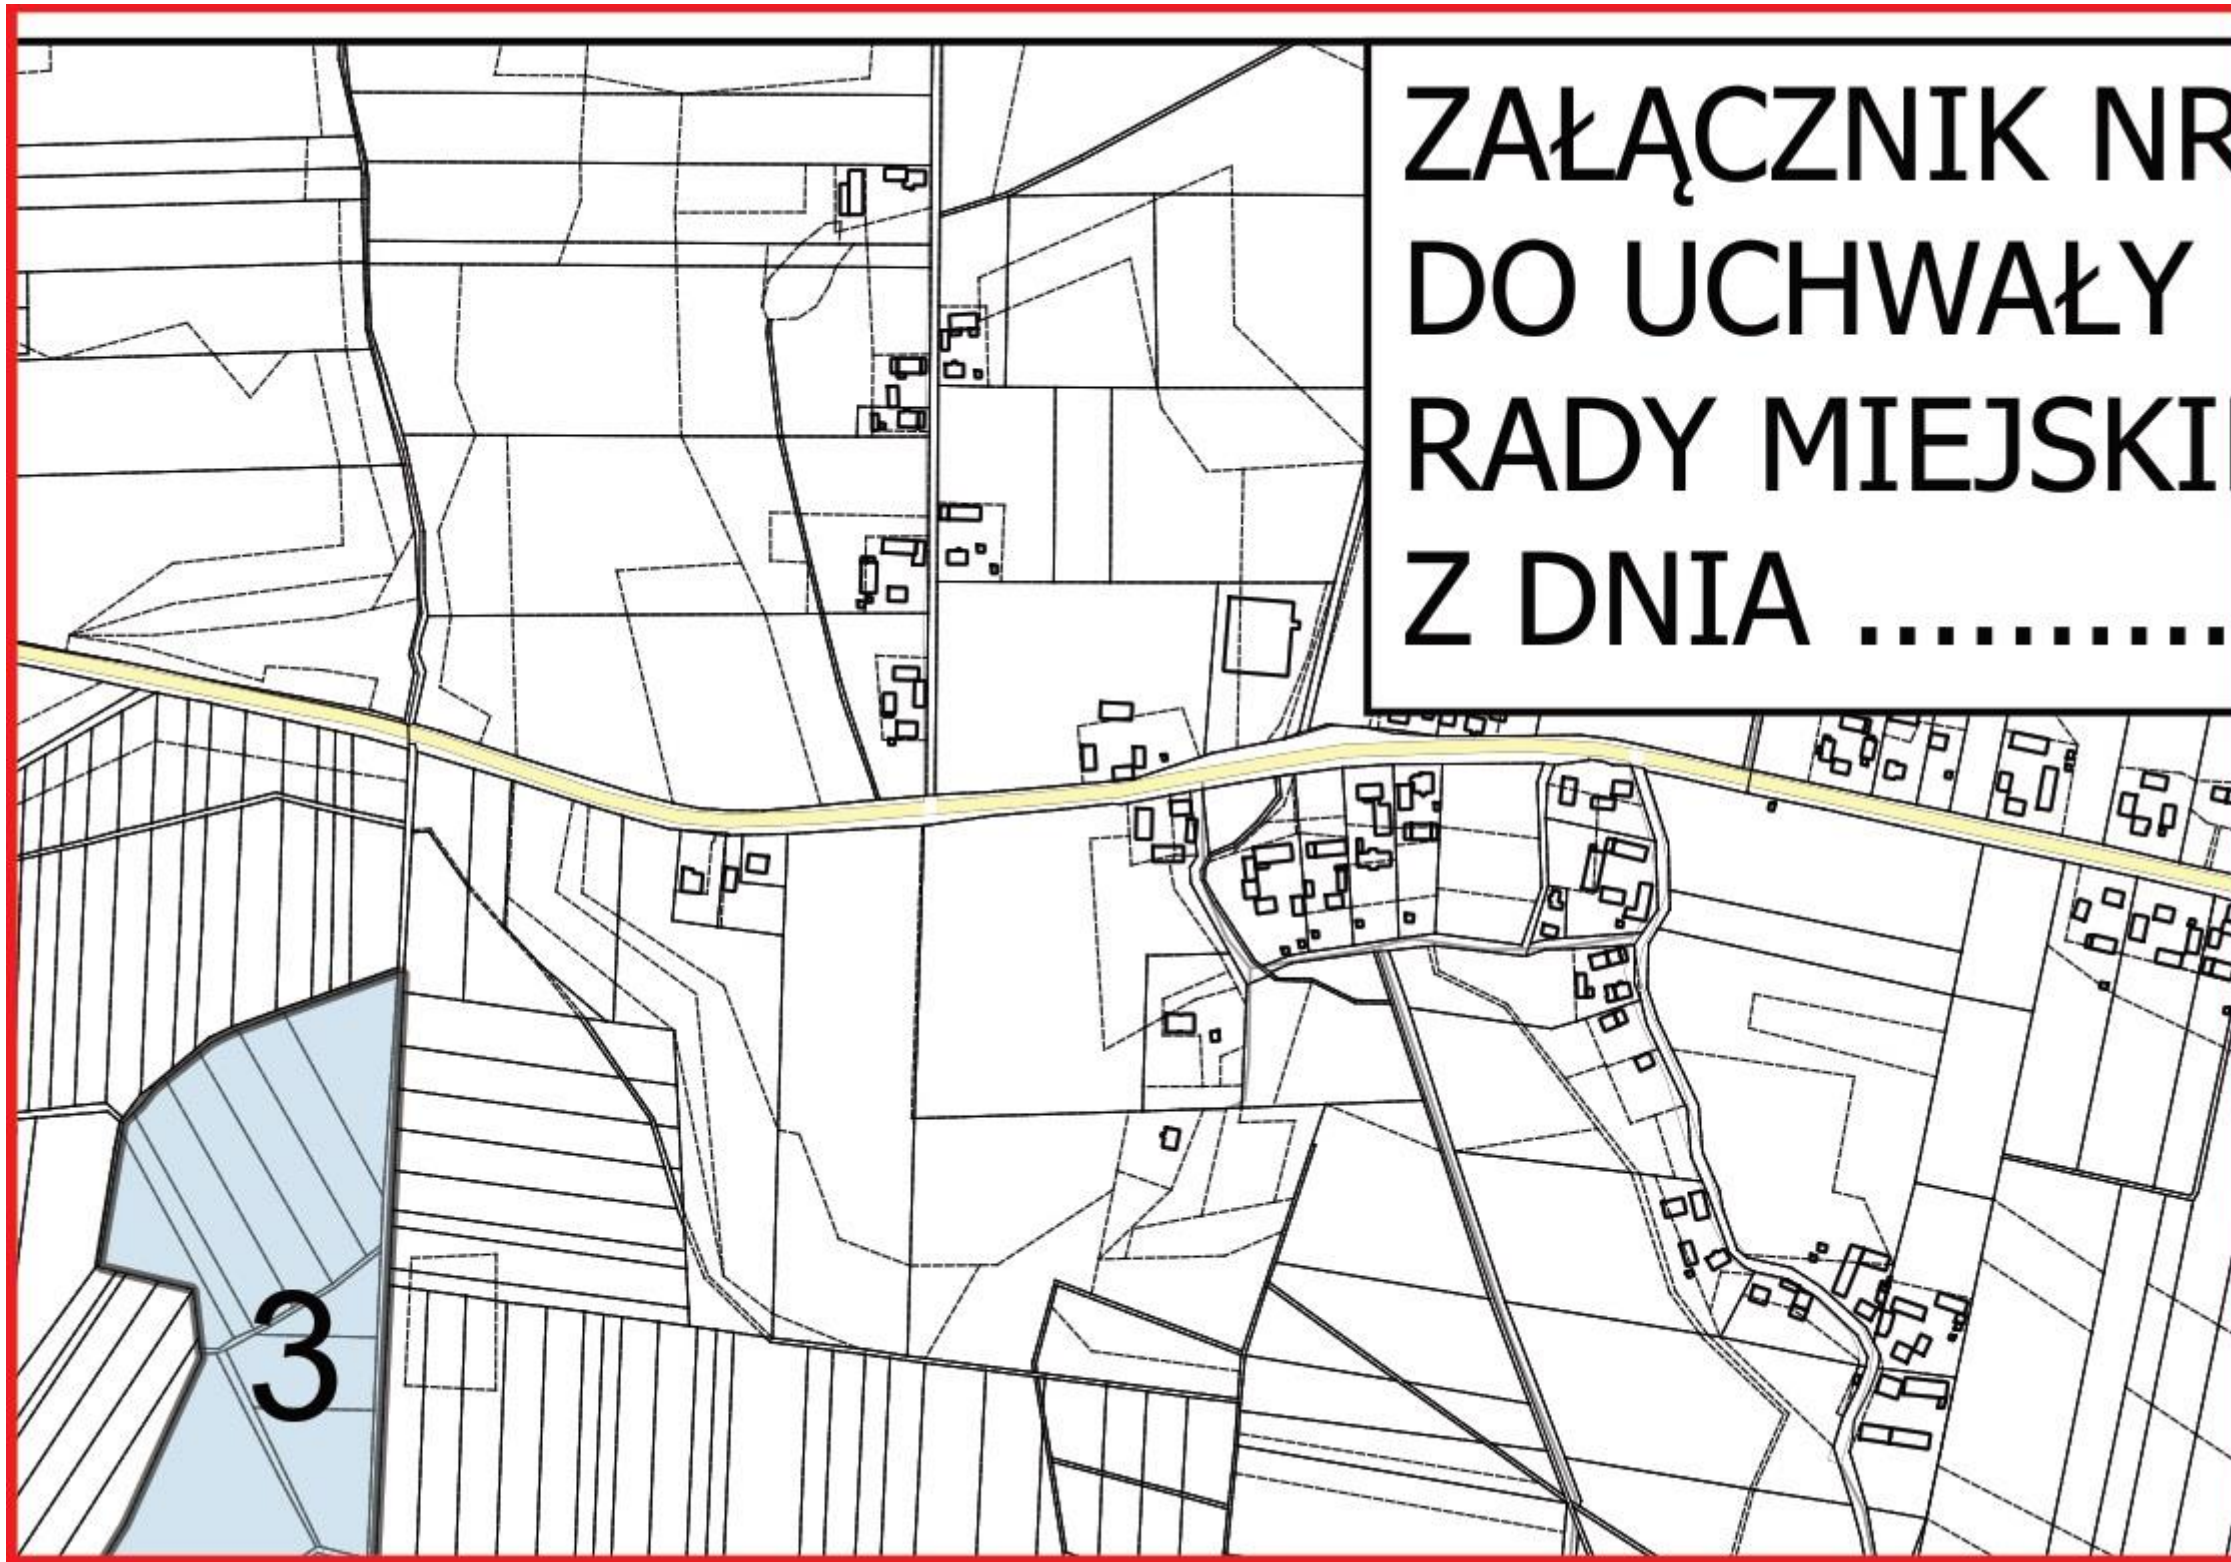 ZAŁĄCZNIK NR
DO UCHWAŁY
RADY MIEJSKI
Z DNIA ..........
3